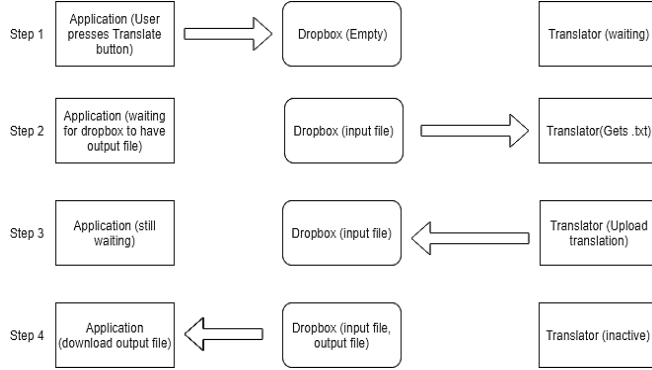 Step 1
Application (User
presses Translate
button)
Dropbox (Empty)
Translator (waiting)
Step 2
Application (waiting
for dropbox to have
output file)
Dropbox (input file)
Translator(Gets .txt)
Step 3
Application (still
waiting)
Dropbox (input file)
Translator (Upload
translation)
Step 4
Application
(download output file)
Dropbox (input file,
output file)
Translator (inactive)